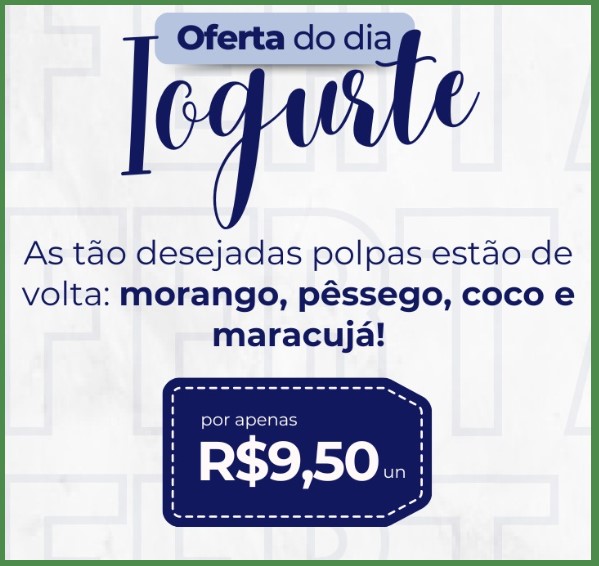 Oferta do dia
Iogurte
As tão desejadas polpas estão de
volta: morango, pêssego, coco e
maracujá!
por apenas
R$9,50 un